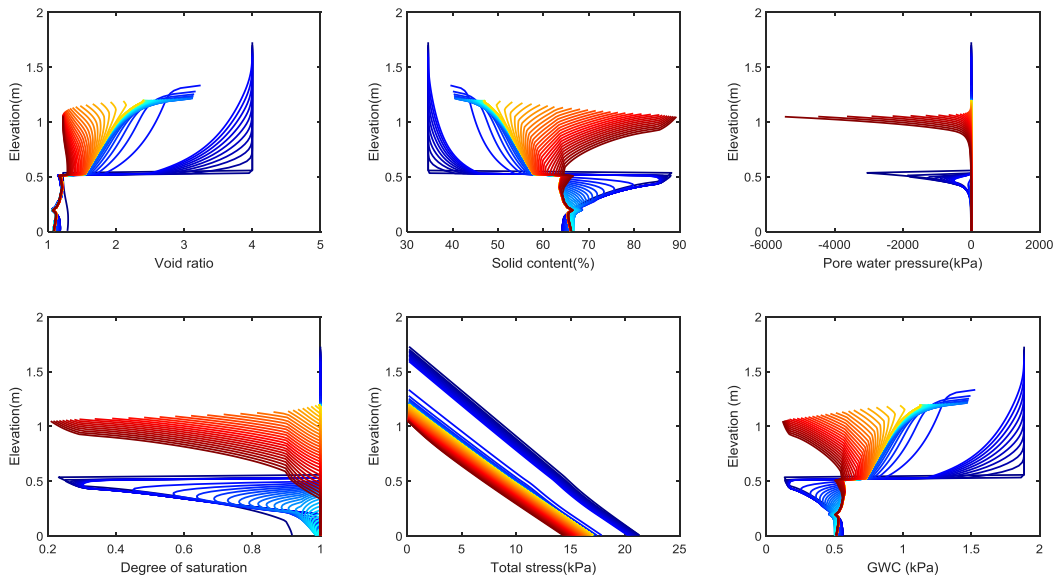 2
1.5
1
0.5
0
Elevation(m)
1 2 3 4 5
Void ratio
2
1.5
1
0.5
0
Elevation(m)
30 40 50 60 70 80 90
Solid content(%)
2
1.5
1
0.5
0
Elevation(m)
-6000 -4000 -2000 0 2000
Pore water pressure(kPa)
2
1.5
1
0.5
0
Elevation(m)
0.2 0.4 0.6 0.8 1
Degree of saturation
2
1.5
1
0.5
0
Elevation(m)
0 5 10 15 20 25
Total stress(kPa)
2
1.5
1
0.5
0
Elevation (m)
0 0.5 1 1.5 2
GWC (kPa)